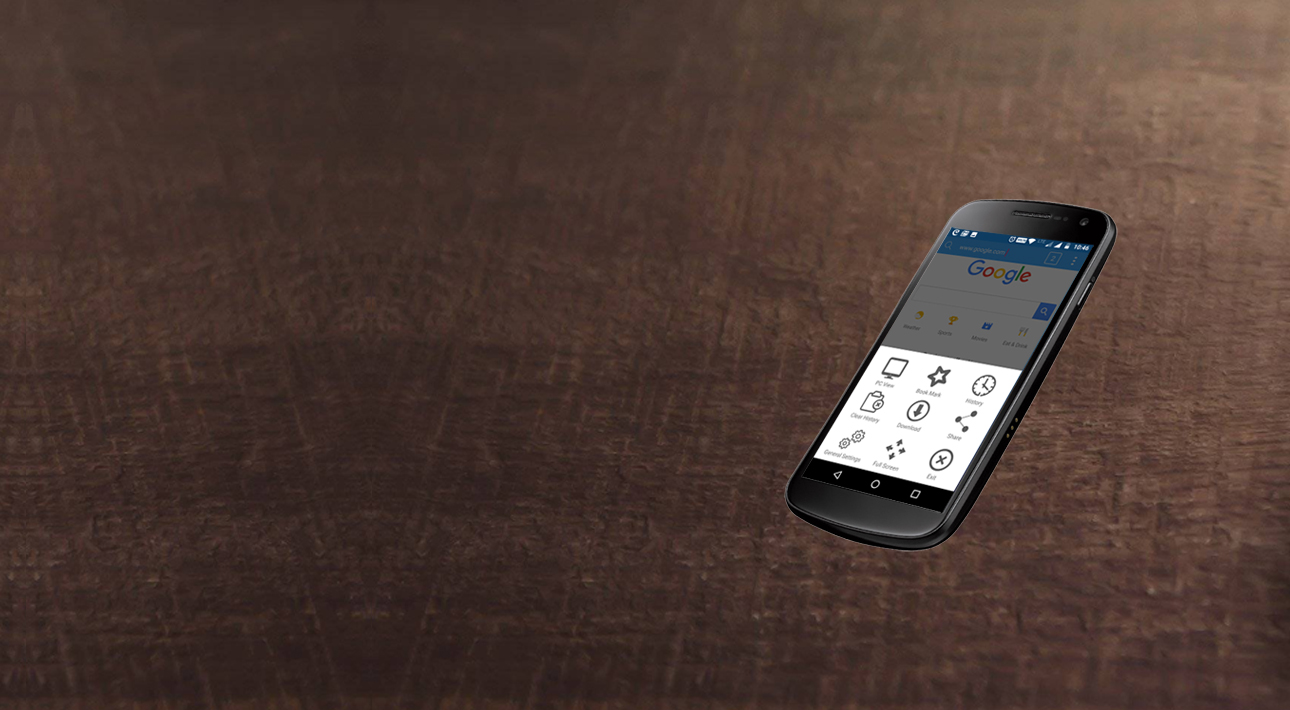 10:46
www.google.com
Google
Weather Sports Movies Eat & Drink
PC View Book Mark History
Clear History Download Share
General Settings Full Screen Exit